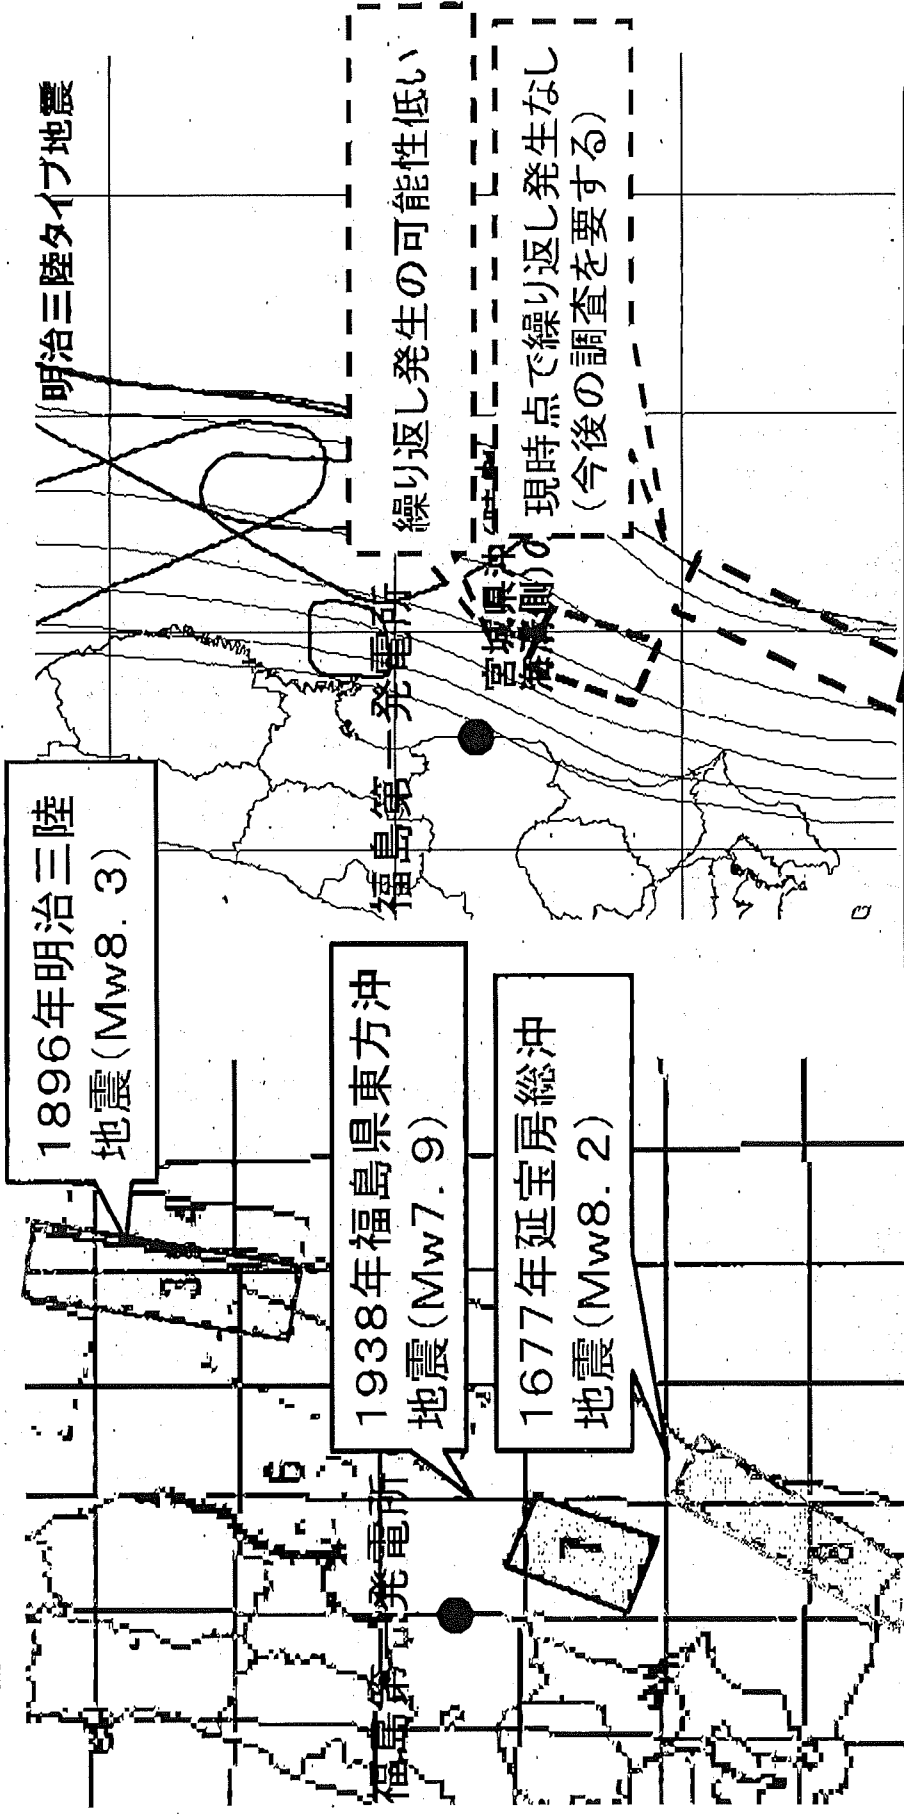 1896年明治三陸
地震(Mw8. 3)
3
6
1938年福島県東方沖
地震(Mw7. 9)
福島第一発電所
1677年延宝房総沖
地震(Mw8. 2)
7
明治三陸タイプ地震
繰り返し発生の可能性低い
福島第一発電所
現時点で繰り返し発生なし
(今後の調査を要する)
宮城県沖